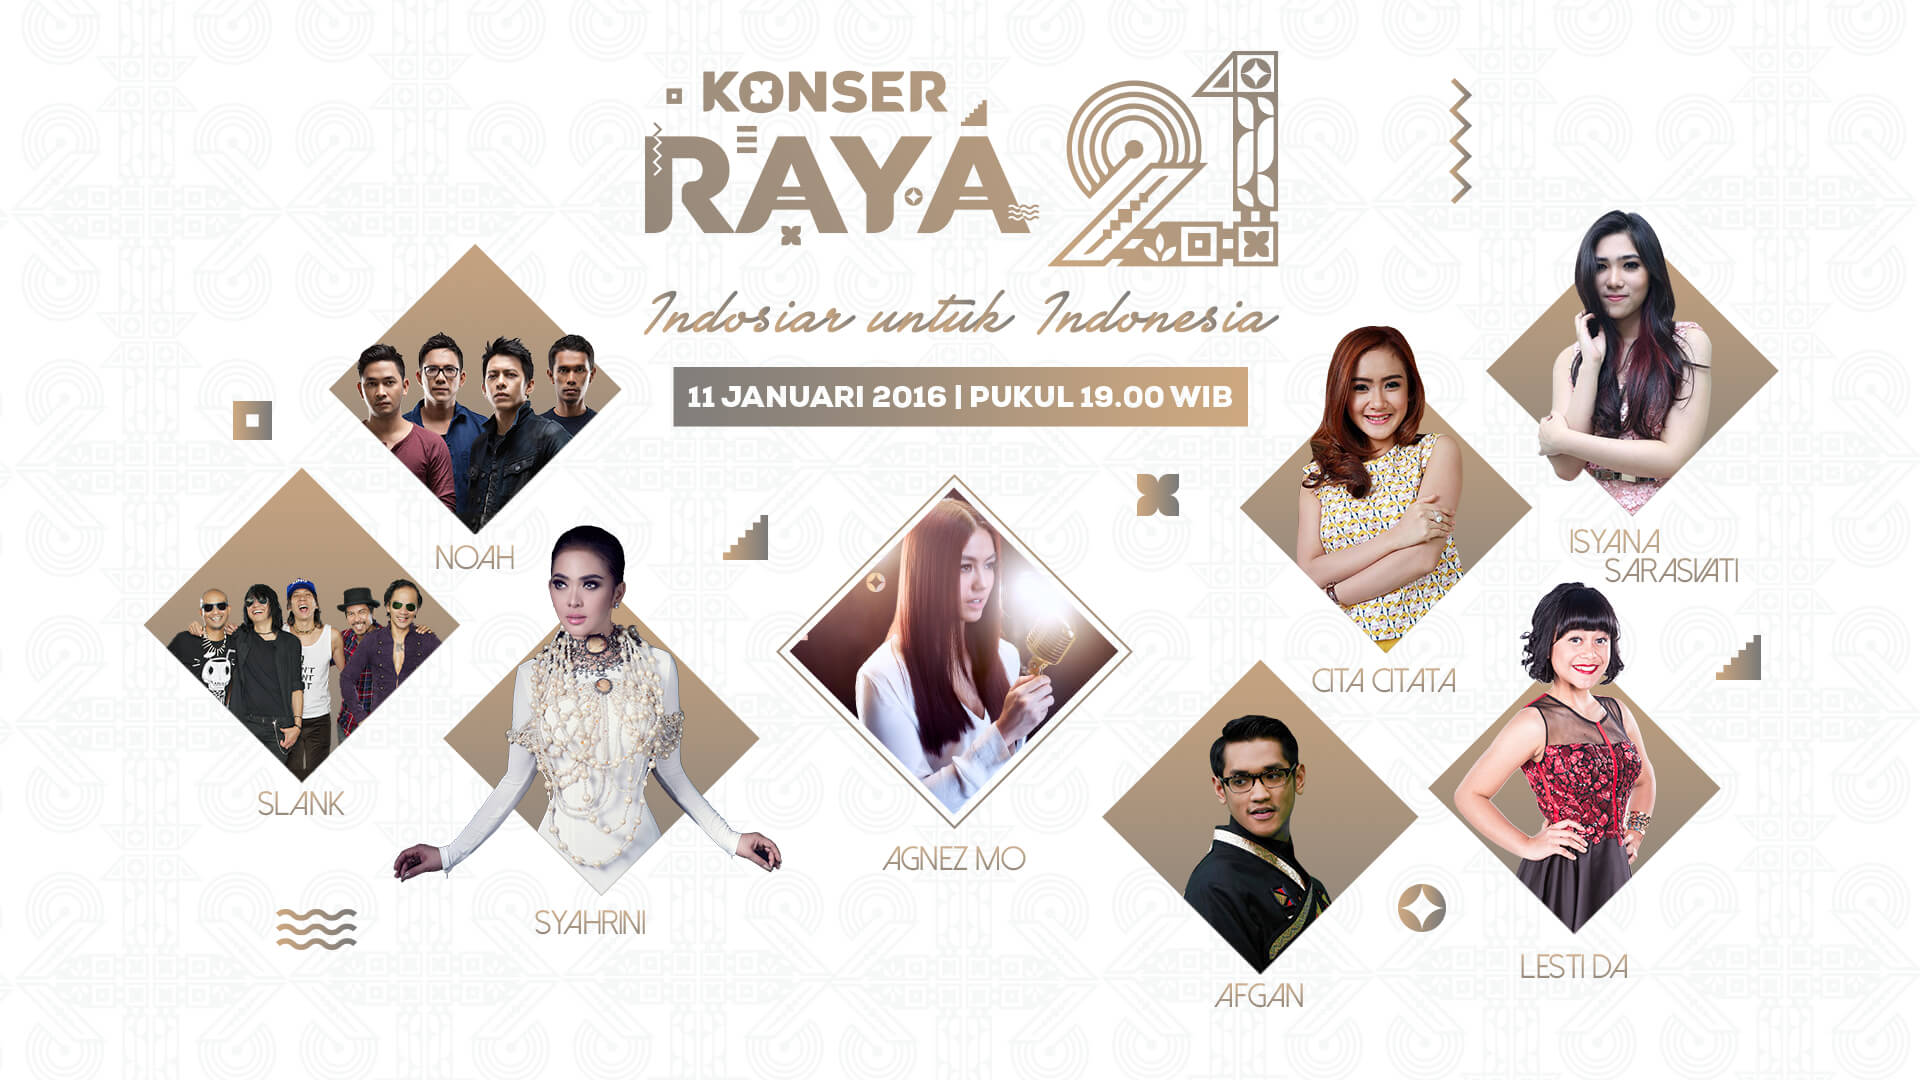 KONSER
RAYA 21
Indosiar untuk Indonesia
11 JANUARI 2016 | PUKUL 19.00 WIB
NOAH
ISYANA
SARASVATI
CITA CITATA
SLANK
AGNEZ MO
SYAHRINI
LESTI DA
AFGAN